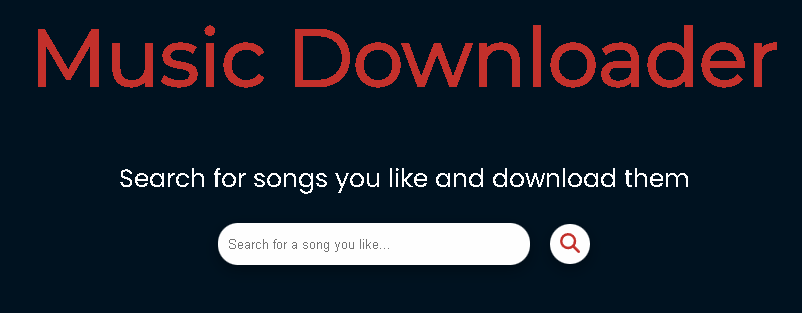 Music Downloader
Search for songs you like and download them
Search for a song you like...